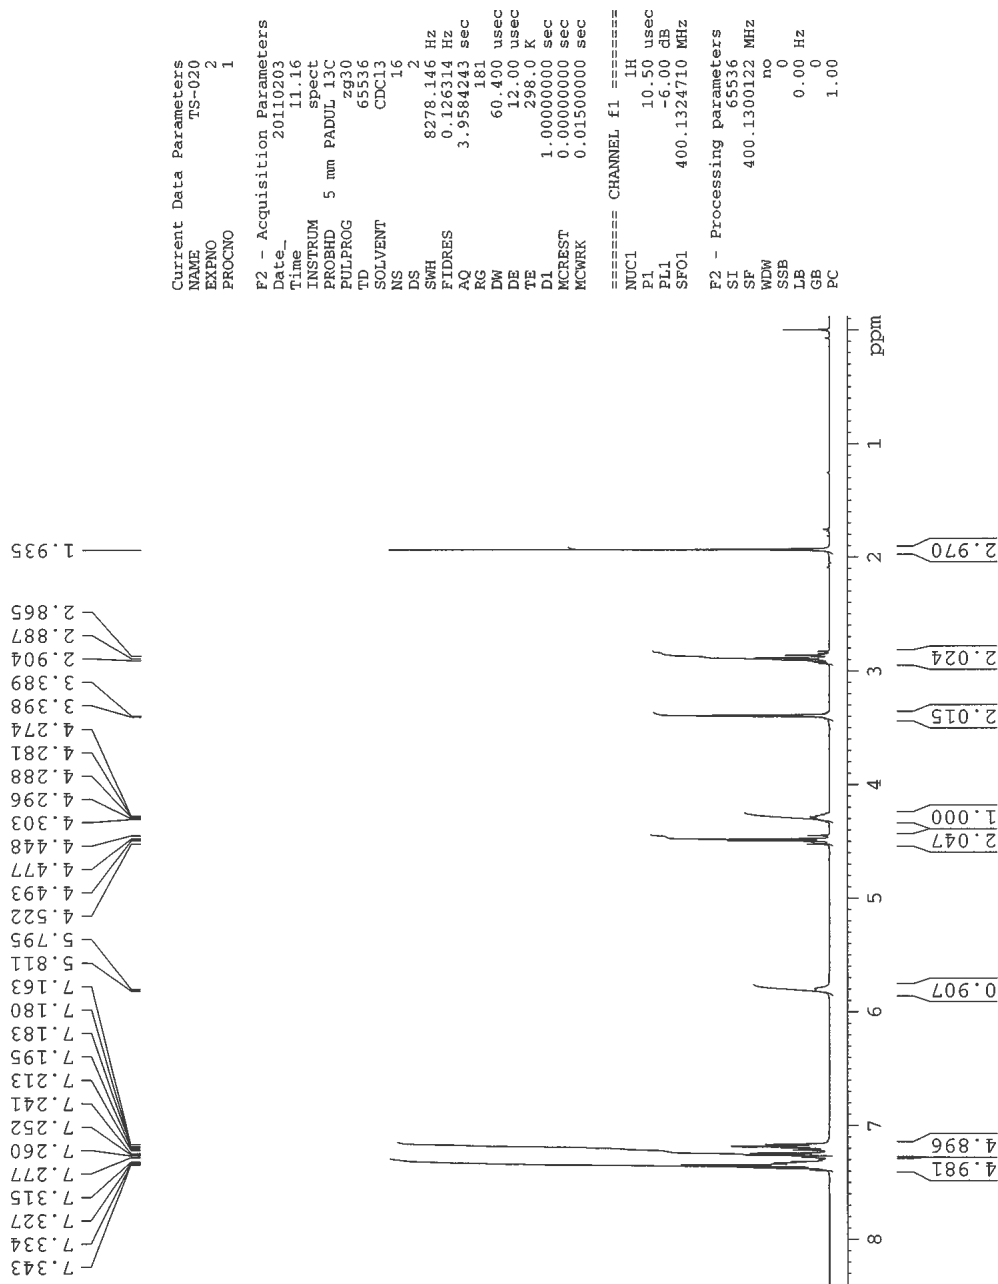 Current Data Parameters
NAME TS-020
EXPNO 2
PROCNO 1
F2 - Acquisition Parameters
Date_ 20110203
Time 11.16
INSTRUM spect
PROBHD 5 mm PADUL 13C
PULPROG zg30
TD 65536
SOLVENT CDCl3
NS 16
DS 2
SWH 8278.146 Hz
FIDRES 0.126314 Hz
AQ 3.9584243 sec
RG 181
DW 60.400 usec
DE 12.00 usec
TE 298.0 K
D1 1.00000000 sec
MCREST 0.00000000 sec
MCWRK 0.01500000 sec
======== CHANNEL f1 ========
NUC1 1H
P1 10.50 usec
PL1 -6.00 dB
SFO1 400.1324710 MHz
F2 - Processing parameters
SI 65536
SF 400.1300122 MHz
WDW no
SSB 0
LB 0.00 Hz
GB 0
PC 1.00
7.343
7.334
7.327
7.315
7.277
7.260
7.252
7.241
7.213
7.195
7.183
7.180
7.163
5.811
5.795
4.522
4.493
4.477
4.448
4.303
4.296
4.288
4.281
4.274
3.398
3.389
2.904
2.887
2.865
1.935
8 7 6 5 4 3 2 1 ppm
4.981
4.896
0.907
2.047
1.000
2.015
2.024
2.970